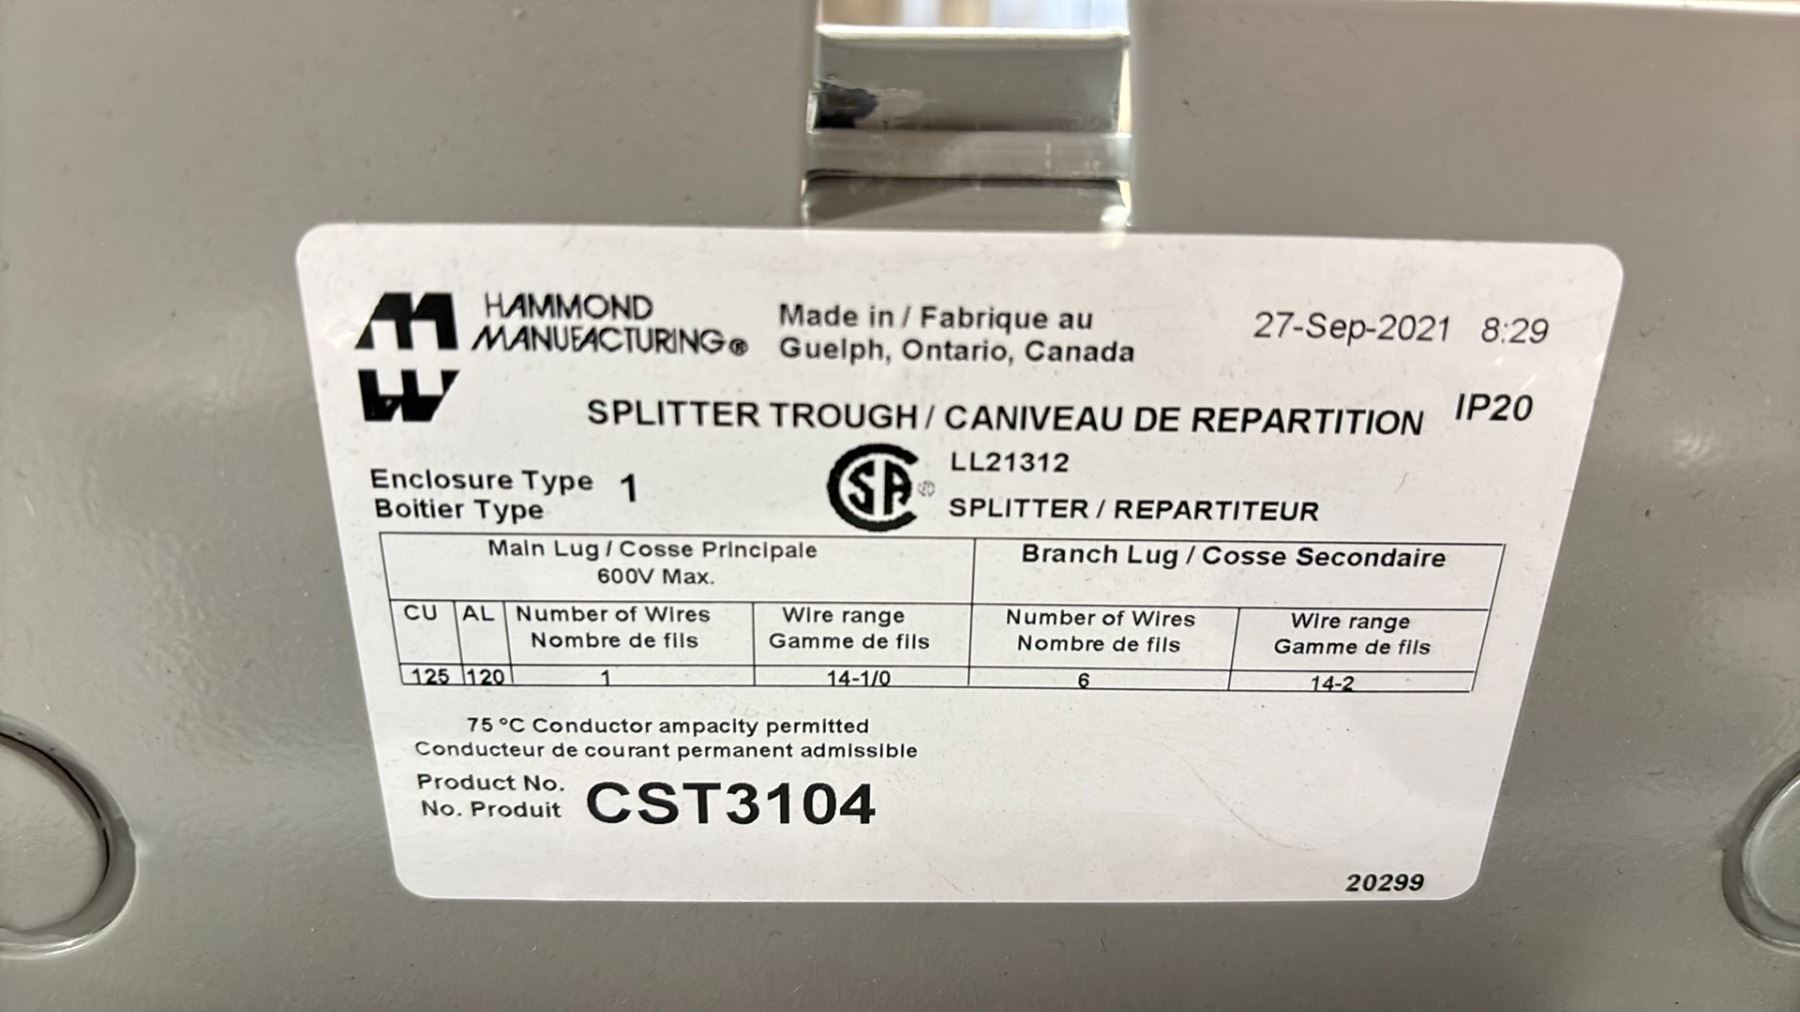 HAMMOND
MANUFACTURING®
Made in / Fabrique au
Guelph, Ontario, Canada
27-Sep-2021 8:29
SPLITTER TROUGH / CANIVEAU DE REPARTITION
IP20
Enclosure Type 1
Boitier Type
CSA®
LL21312
SPLITTER / REPARTITEUR
Main Lug / Cosse Principale
600V Max.
Branch Lug / Cosse Secondaire
CU AL Number of Wires Wire range Number of Wires Wire range
Nombre de fils Gamme de fils Nombre de fils Gamme de fils
125 120 1 14-1/0 6 14-2
75 °C Conductor ampacity permitted
Conducteur de courant permanent admissible
Product No.
No. Produit
CST3104
20299